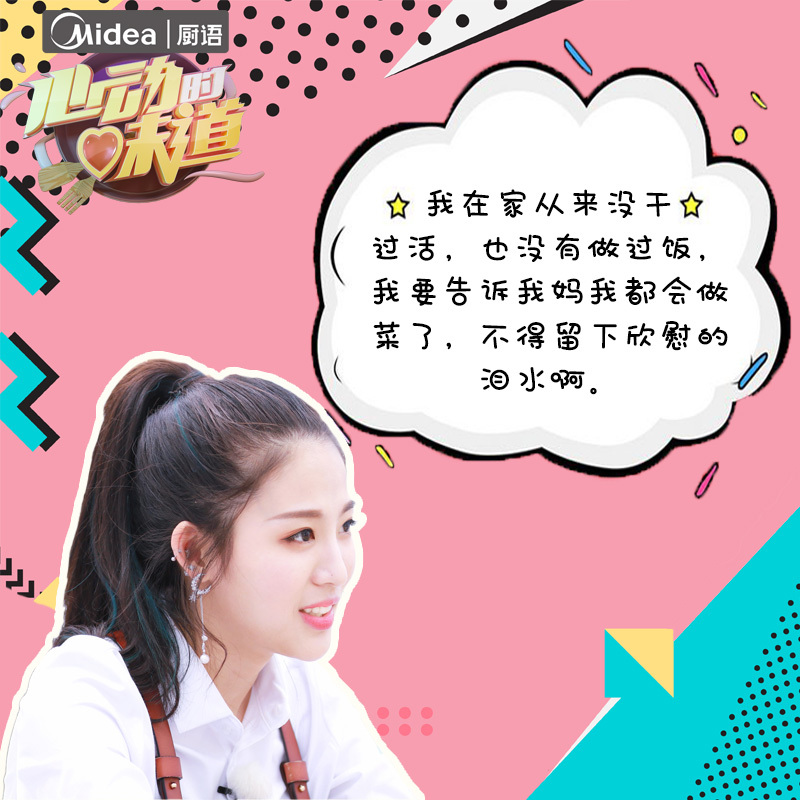 Midea | 厨语
心动的
味道
我在家从来没干
过活，也没有做过饭，
我要告诉我妈我都会做
菜了，不得留下欣慰的
泪水啊。